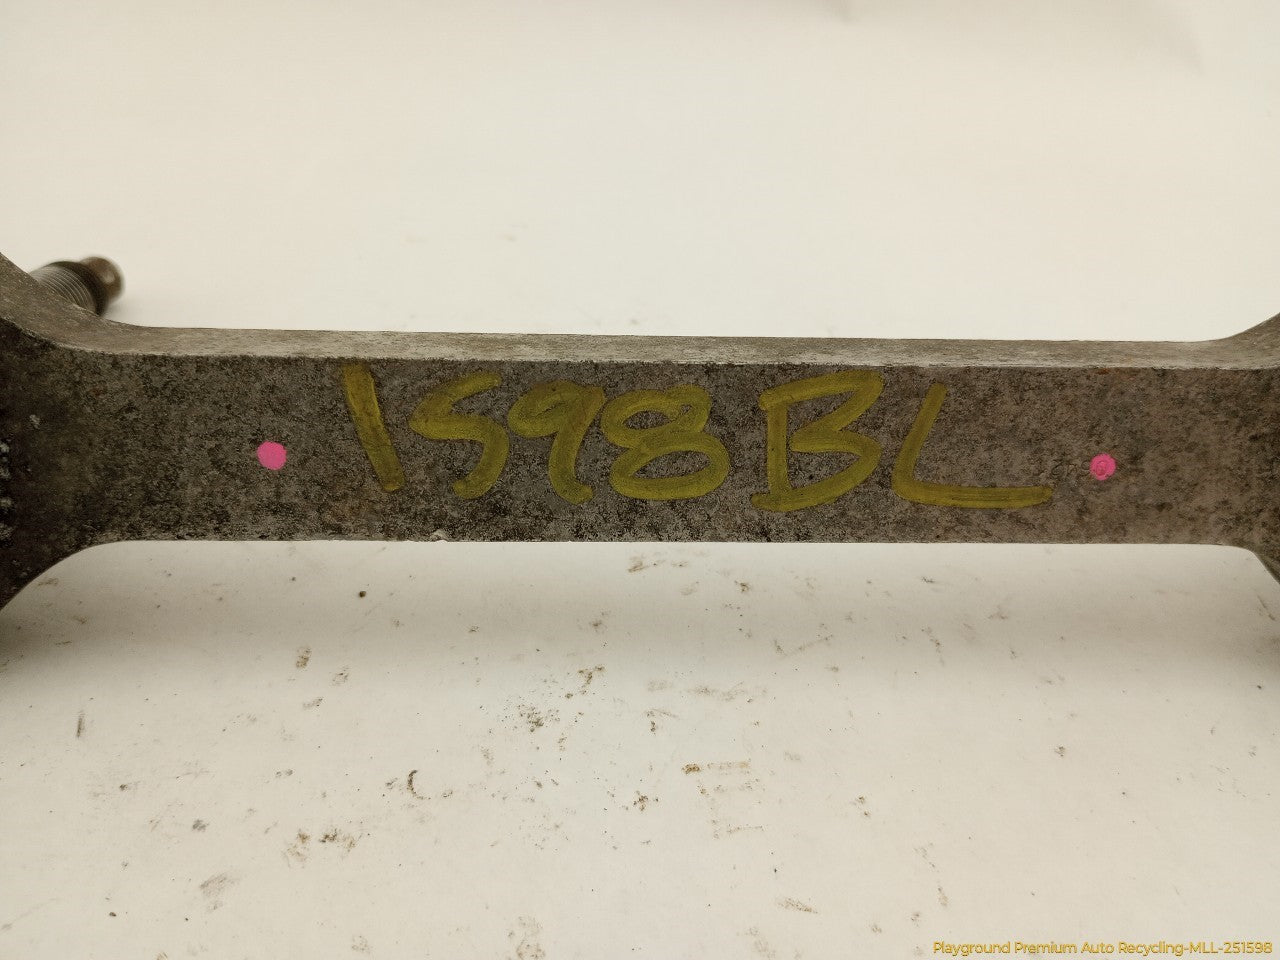 1598BL
Playground Premium Auto Recycling-MLL-251598